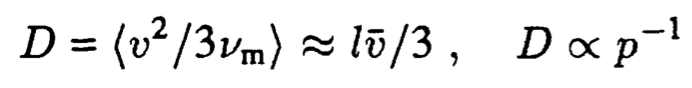 D = ⟨v²/3ν_m⟩ ≈ lv̄/3 , D ∝ p⁻¹